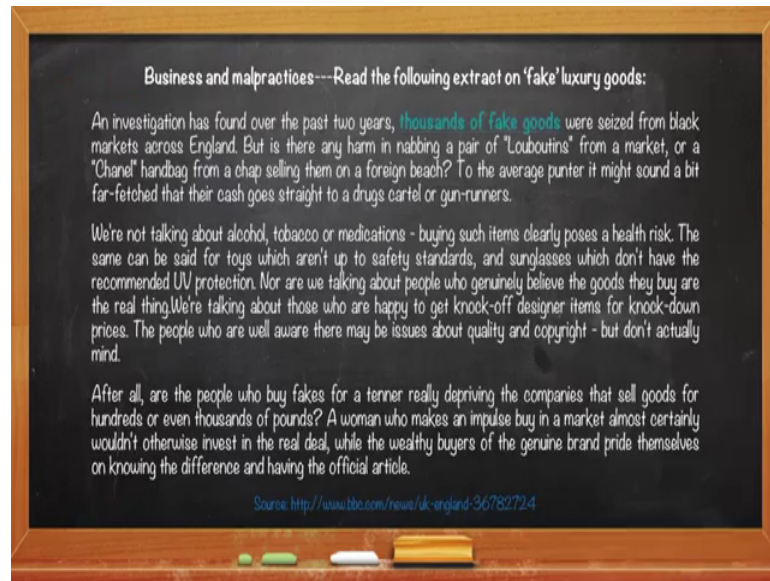 Business and malpractices---Read the following extract on 'fake' luxury goods:
An investigation has found over the past two years, thousands of fake goods were seized from black
markets across England. But is there any harm in nabbing a pair of "Louboutins" from a market, or a
"Chanel" handbag from a chap selling them on a foreign beach? To the average punter it might sound a bit
far-fetched that their cash goes straight to a drugs cartel or gun-runners.
We're not talking about alcohol, tobacco or medications - buying such items clearly poses a health risk. The
same can be said for toys which aren't up to safety standards, and sunglasses which don't have the
recommended UV protection. Nor are we talking about people who genuinely believe the goods they buy are
the real thing.We're talking about those who are happy to get knock-off designer items for knock-down
prices. The people who are well aware there may be issues about quality and copyright - but don't actually
mind.
After all, are the people who buy fakes for a tenner really depriving the companies that sell goods for
hundreds or even thousands of pounds? A woman who makes an impulse buy in a market almost certainly
wouldn't otherwise invest in the real deal, while the wealthy buyers of the genuine brand pride themselves
on knowing the difference and having the official article.
Source: http://www.bbc.com/news/uk-england-36782724